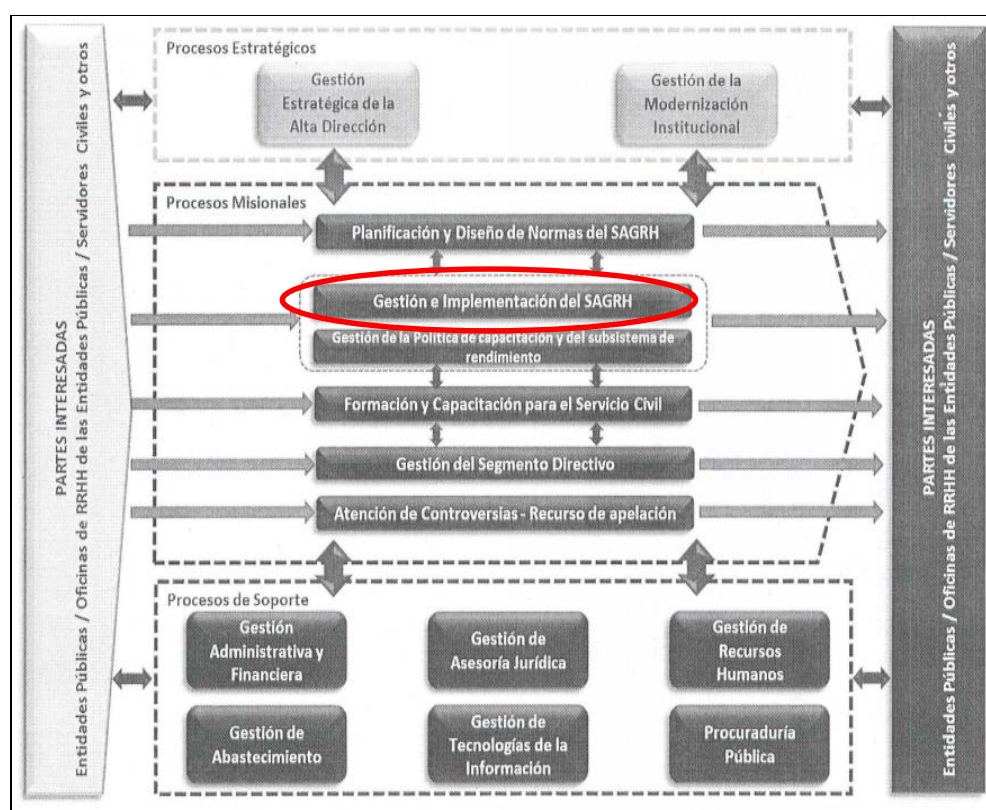 PARTES INTERESADAS
Entidades Públicas / Oficinas de RRHH de las Entidades Públicas / Servidores Civiles y otros
Procesos Estratégicos
Gestión
Estratégica de la
Alta Dirección
Gestión de la
Modernización
Institucional
Procesos Misionales
Planificación y Diseño de Normas del SAGRH
Gestión e Implementación del SAGRH
Gestión de la Política de capacitación y del subsistema de
rendimiento
Formación y Capacitación para el Servicio Civil
Gestión del Segmento Directivo
Atención de Controversias - Recurso de apelación
Procesos de Soporte
Gestión
Administrativa y
Financiera
Gestión de
Asesoría Jurídica
Gestión de
Recursos
Humanos
Gestión de
Abastecimiento
Gestión de
Tecnologías de la
Información
Procuraduría
Pública
PARTES INTERESADAS
Entidades Públicas / Oficinas de RRHH de las Entidades Públicas / Servidores Civiles y otros